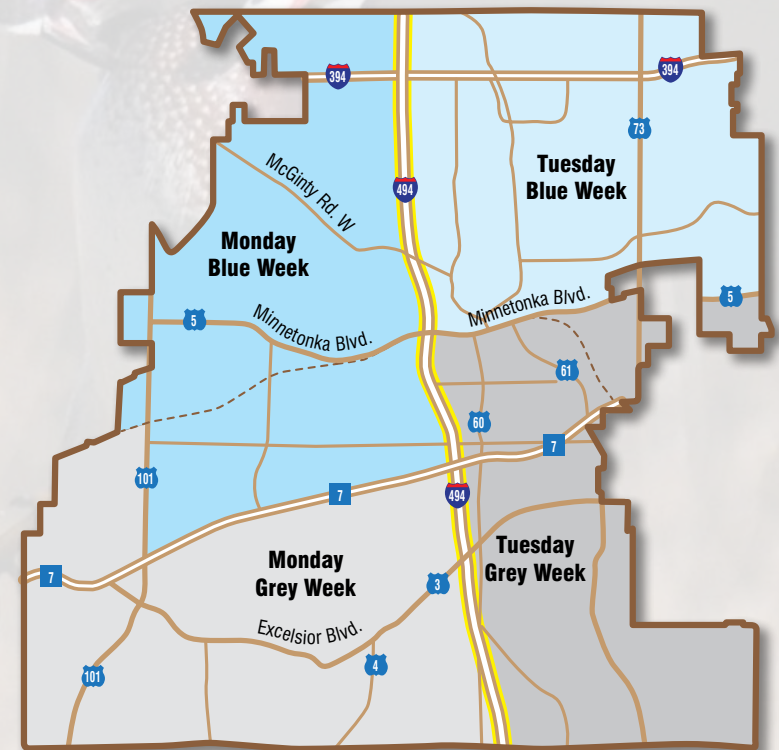 394
394
73
Tuesday
Blue Week
494
McGinty Rd. W
Monday
Blue Week
5
Minnetonka Blvd.
Minnetonka Blvd.
5
61
60
7
101
7
494
Monday
Grey Week
Tuesday
Grey Week
7
3
Excelsior Blvd.
4
101